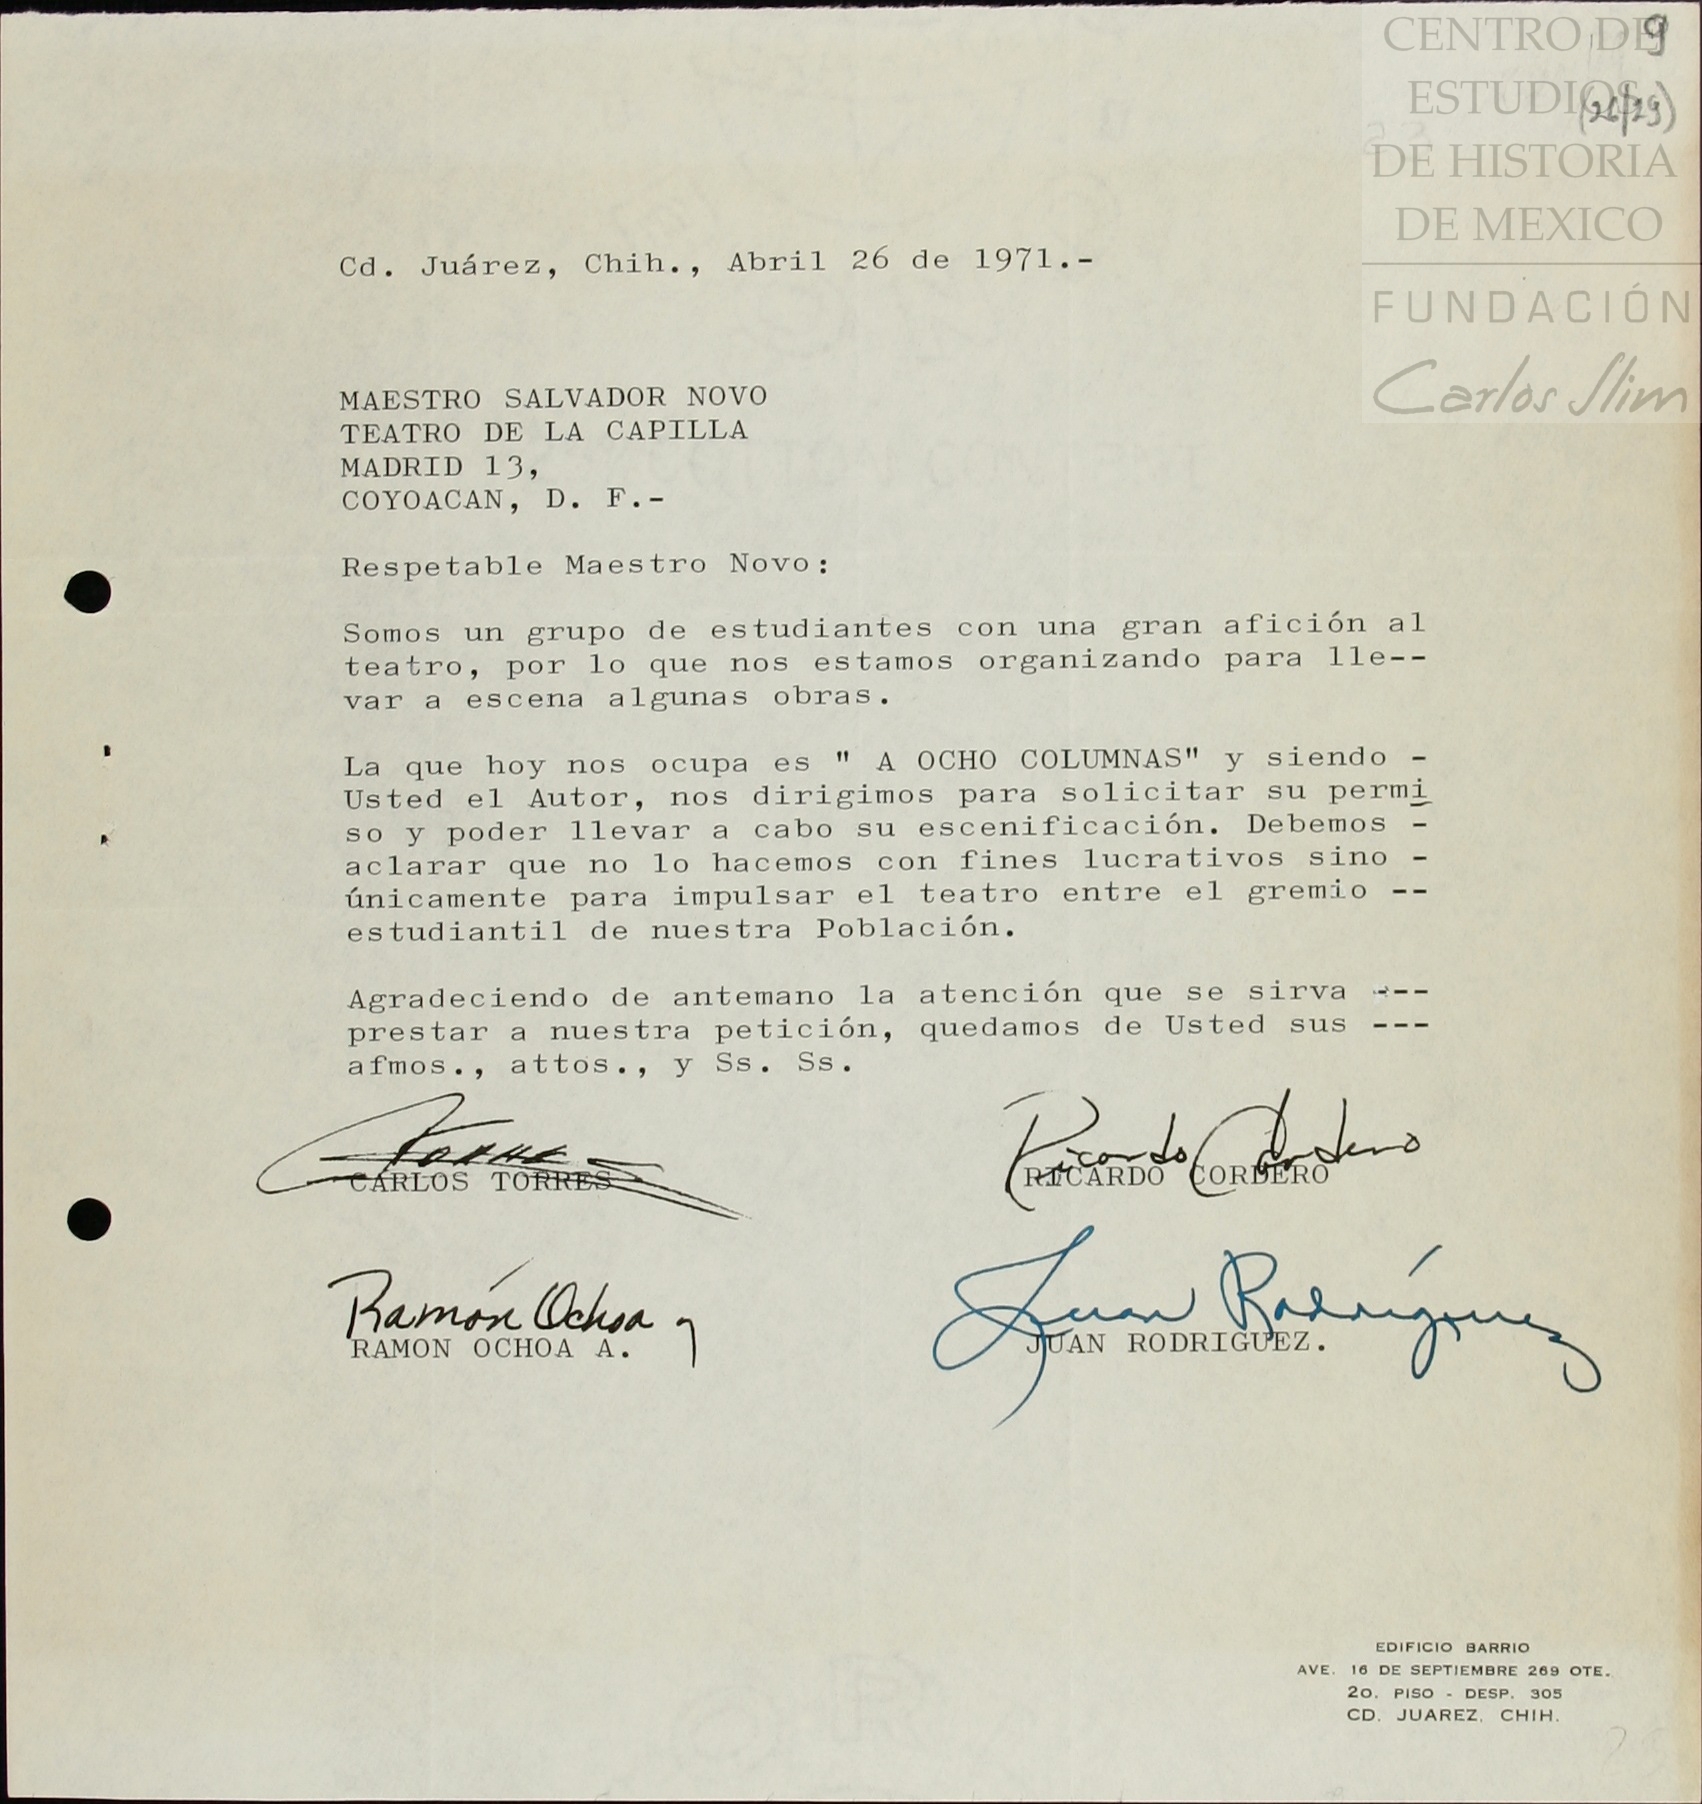 CENTRO DE
ESTUDIOS
DE HISTORIA
DE MEXICO
FUNDACIÓN
Carlos Slim
9
Cd. Juárez, Chih., Abril 26 de 1971.-
MAESTRO SALVADOR NOVO
TEATRO DE LA CAPILLA
MADRID 13,
COYOACAN, D. F.-
Respetable Maestro Novo:
Somos un grupo de estudiantes con una gran afición al
teatro, por lo que nos estamos organizando para lle--
var a escena algunas obras.
La que hoy nos ocupa es " A OCHO COLUMNAS" y siendo -
Usted el Autor, nos dirigimos para solicitar su permi
so y poder llevar a cabo su escenificación. Debemos -
aclarar que no lo hacemos con fines lucrativos sino -
únicamente para impulsar el teatro entre el gremio --
estudiantil de nuestra Población.
Agradeciendo de antemano la atención que se sirva ---
prestar a nuestra petición, quedamos de Usted sus ---
afmos., attos., y Ss. Ss.
Ricardo Cordero
CARLOS TORRES RICARDO CORDERO
Ramón Ochoa Juan Rodríguez
RAMON OCHOA A. JUAN RODRIGUEZ.
EDIFICIO BARRIO
AVE. 16 DE SEPTIEMBRE 269 OTE.
2O. PISO - DESP. 305
CD. JUAREZ, CHIH.